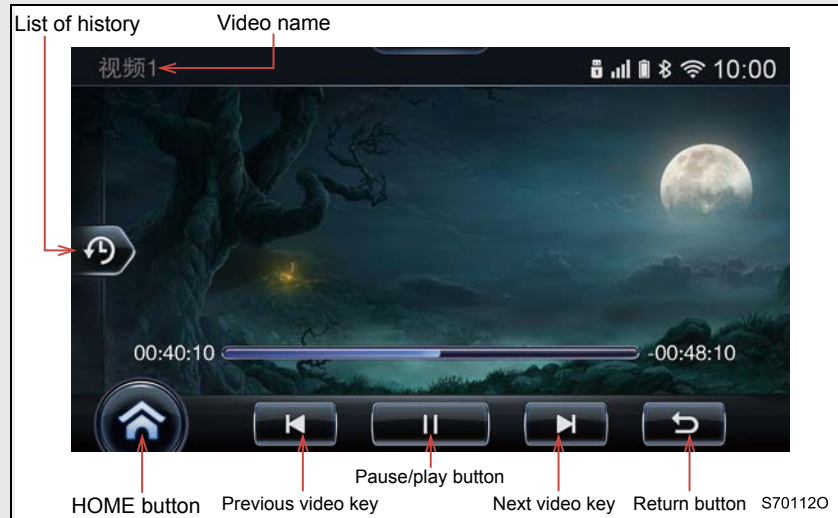 List of history
Video name
视频1
10:00
00:40:10
-00:48:10
Pause/play button
HOME button
Previous video key
Next video key
Return button
S70112O